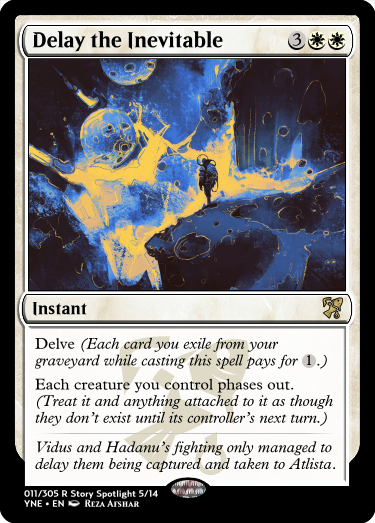 Delay the Inevitable 3
Instant
Delve (Each card you exile from your
graveyard while casting this spell pays for 1.)
Each creature you control phases out.
(Treat it and anything attached to it as though
they don't exist until its controller's next turn.)
Vidus and Hadanu's fighting only managed to
delay them being captured and taken to Atlista.
011/305 R Story Spotlight 5/14
YNE • EN Reza Afshar